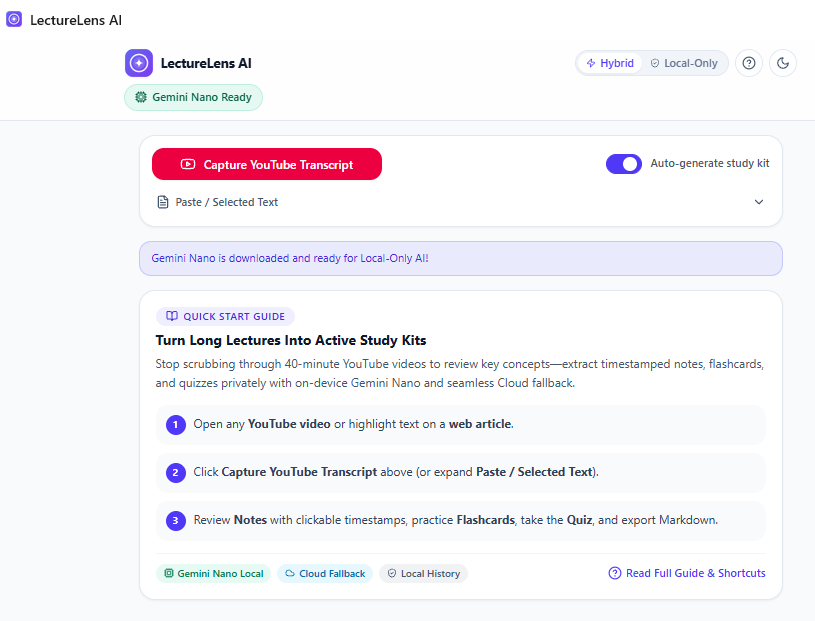 LectureLens AI
LectureLens AI
Hybrid
Local-Only
Gemini Nano Ready
Capture YouTube Transcript
Auto-generate study kit
Paste / Selected Text
Gemini Nano is downloaded and ready for Local-Only AI!
QUICK START GUIDE
Turn Long Lectures Into Active Study Kits
Stop scrubbing through 40-minute YouTube videos to review key concepts—extract timestamped notes, flashcards,
and quizzes privately with on-device Gemini Nano and seamless Cloud fallback.
1 Open any YouTube video or highlight text on a web article.
2 Click Capture YouTube Transcript above (or expand Paste / Selected Text).
3 Review Notes with clickable timestamps, practice Flashcards, take the Quiz, and export Markdown.
Gemini Nano Local
Cloud Fallback
Local History
Read Full Guide & Shortcuts